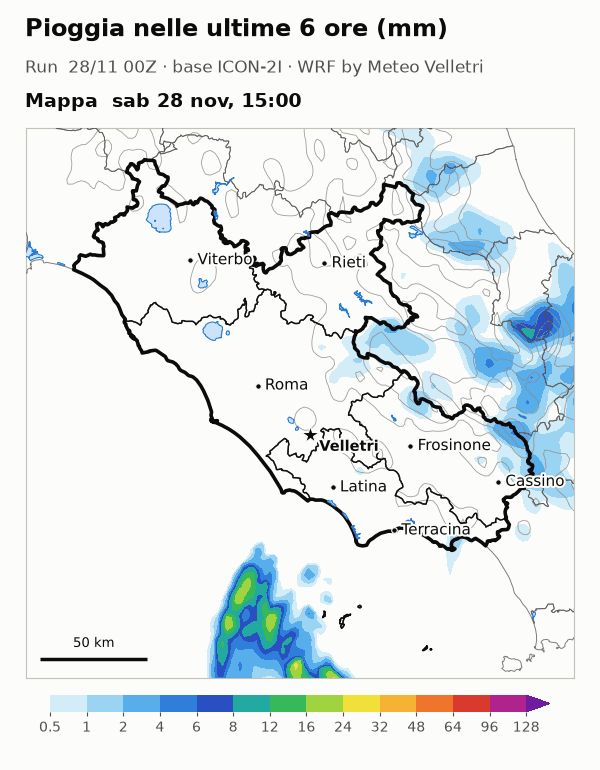 Pioggia nelle ultime 6 ore (mm)
Run  28/11 00Z · base ICON-2I · WRF by Meteo Velletri
Mappa  sab 28 nov, 15:00
Viterbo
Rieti
Roma
Velletri
Frosinone
Latina
Cassino
Terracina
50 km
0.5 1 2 4 6 8 12 16 24 32 48 64 96 128